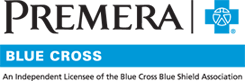 PREMERA
BLUE CROSS
An Independent Licensee of the Blue Cross Blue Shield Association